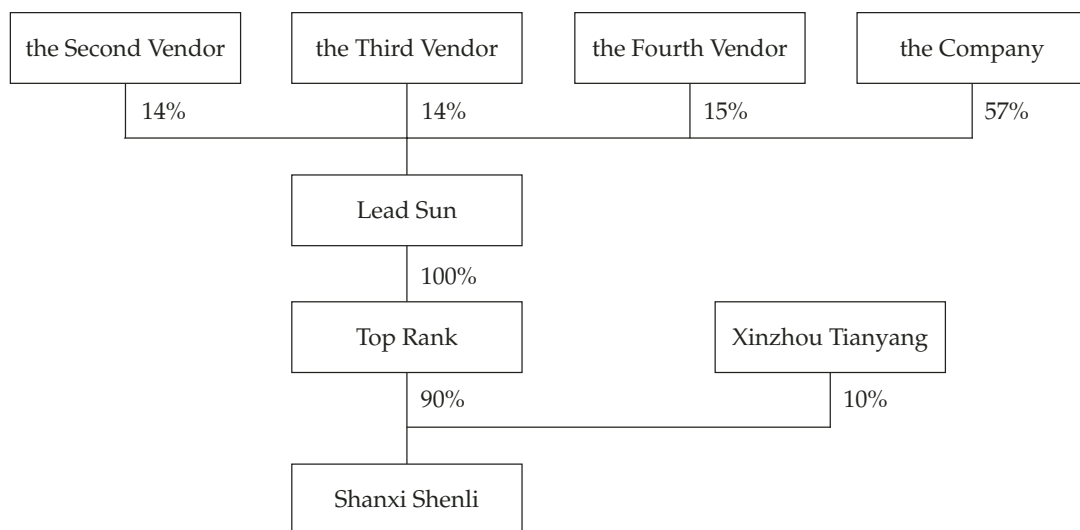 the Second Vendor
the Third Vendor
the Fourth Vendor
the Company
14%
14%
15%
57%
Lead Sun
100%
Top Rank
Xinzhou Tianyang
90%
10%
Shanxi Shenli